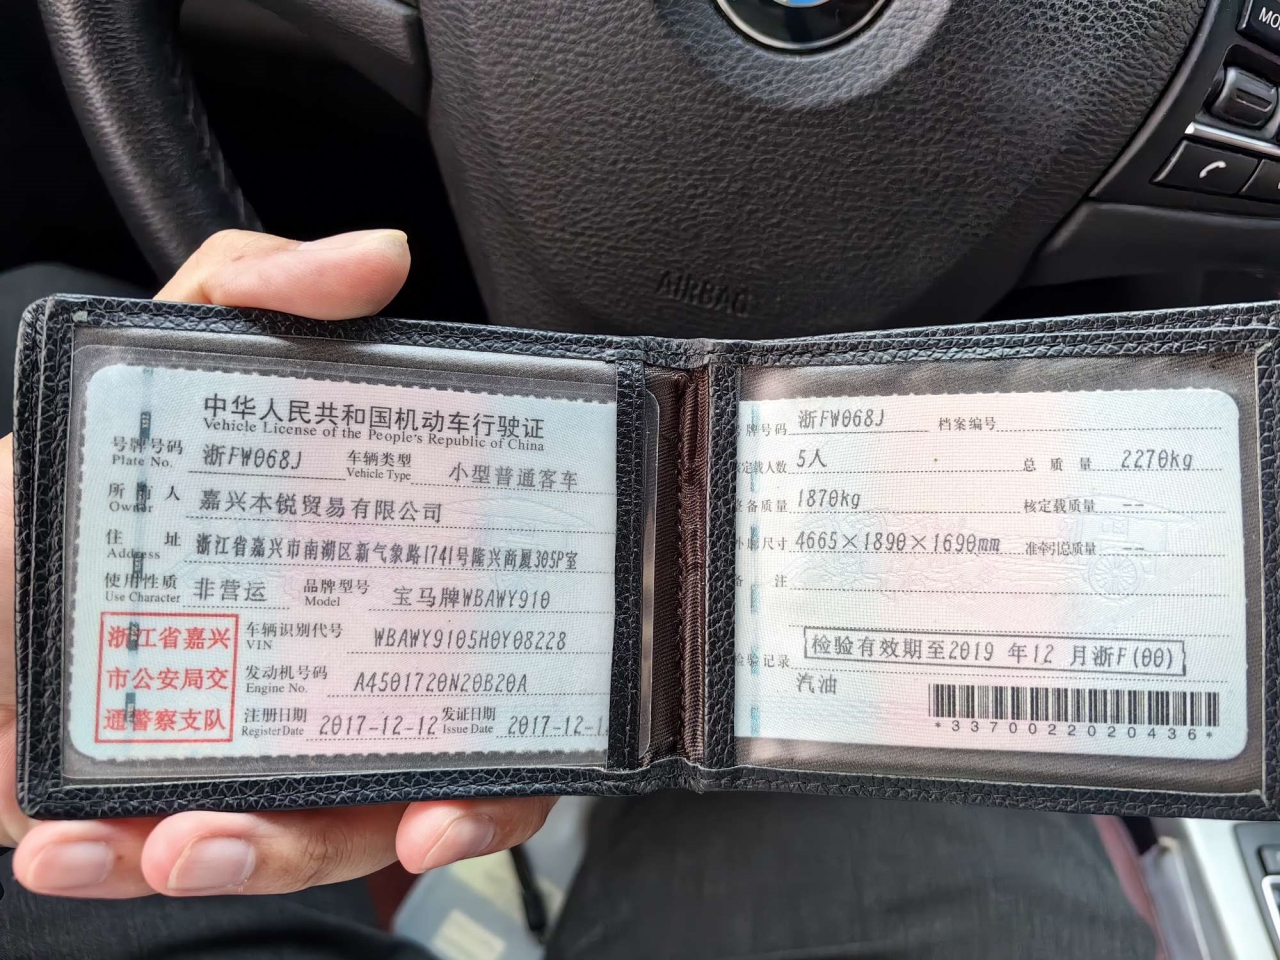 MO
AIRBAG
中华人民共和国机动车行驶证
Vehicle License of the People's Republic of China
号牌号码 浙FW068J 车辆类型 小型普通客车
Plate No. Vehicle Type
所有人 嘉兴本锐贸易有限公司
Owner
住址 浙江省嘉兴市南湖区新气象路1741号隆兴商厦305P室
Address
使用性质 非营运 品牌型号 宝马牌WBAWY910
Use Character Model
浙江省嘉兴
市公安局交
通警察支队
车辆识别代号 WBAWY9105H0Y08228
VIN
发动机号码 A4501720N20B20A
Engine No.
注册日期 2017-12-12 发证日期 2017-12-1
Register Date Issue Date
号牌号码 浙FW068J 档案编号
核定载人数 5人 总质量 2270kg
整备质量 1870kg 核定载质量 --
外廓尺寸 4665×1890×1690mm 准牵引总质量 --
备注
检验记录 检验有效期至2019年12月浙F(00)
汽油
*3370022020436*